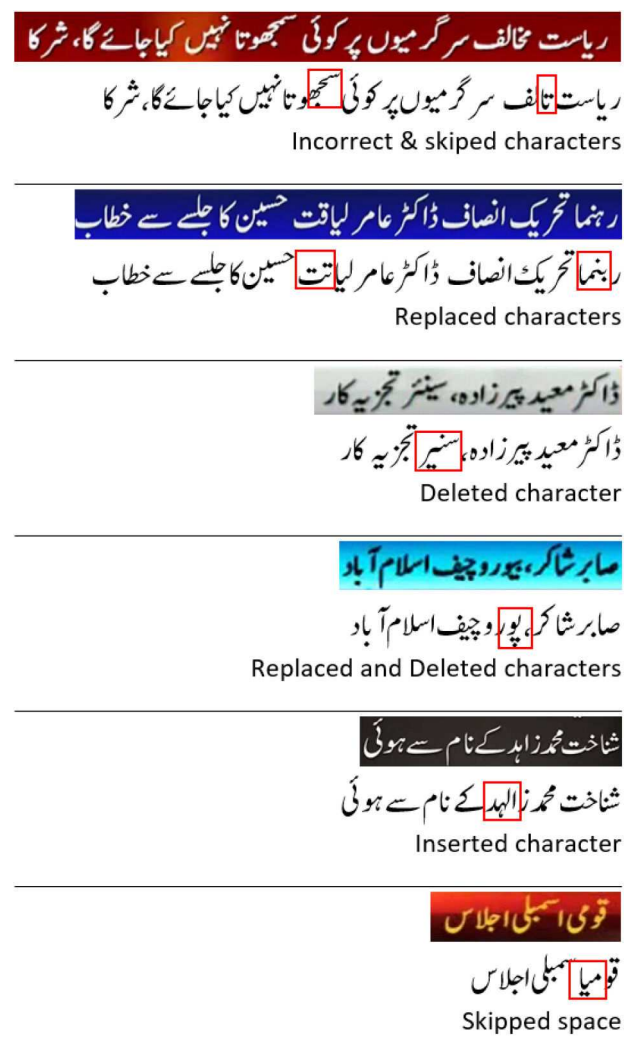 ریاست مخالف سرگرمیوں پر کوئی سمجھوتا نہیں کیا جائے گا، شرکا
ریاست تالف سرگرمیوں پر کوئی سمجھوتا نہیں کیا جائے گا، شرکا
Incorrect & skiped characters
رہنما تحریک انصاف ڈاکٹر عامر لیاقت حسین کا جلسے سے خطاب
ربنما تحریک انصاف ڈاکٹر عامر لیاتت حسین کا جلسے سے خطاب
Replaced characters
ڈاکٹر معید پیرزادہ، سینئر تجزیہ کار
ڈاکٹر معید پیرزادہ، سنیر تجزیہ کار
Deleted character
صابر شاکر، بیورو چیف اسلام آباد
صابر شاکر، پور و چیف اسلام آباد
Replaced and Deleted characters
شناخت محمد زاہد کے نام سے ہوئی
شناخت محمد زالہد کے نام سے ہوئی
Inserted character
قومی اسمبلی اجلاس
قومیا سمبلی اجلاس
Skipped space